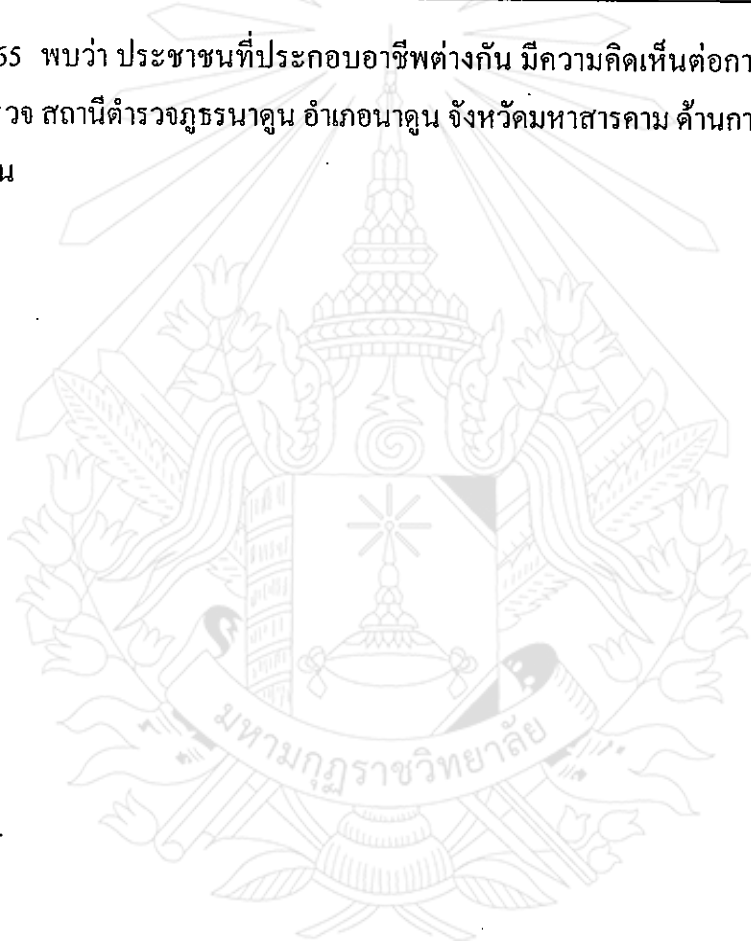 65 พบว่า ประชาชนที่ประกอบอาชีพต่างกัน มีความคิดเห็นต่อกา
รวจ สถานีตำรวจภูธรนาดูน อำเภอนาดูน จังหวัดมหาสารคาม ด้านกา
น
มหามกุฏราชวิทยาลัย